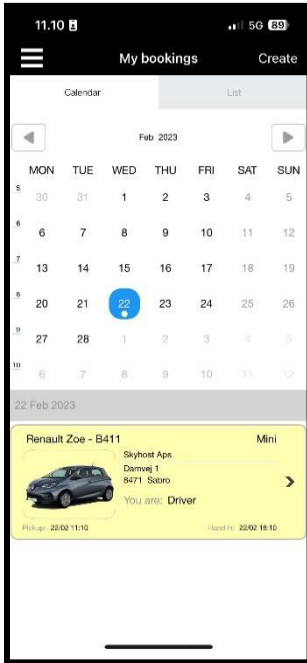 11.10 5G 89
My bookings Create
Calendar List
Feb 2023
MON TUE WED THU FRI SAT SUN
5 30 31 1 2 3 4 5
6 6 7 8 9 10 11 12
7 13 14 15 16 17 18 19
8 20 21 22 23 24 25 26
9 27 28 1 2 3 4 5
10 6 7 8 9 10 11 12
22 Feb 2023
Renault Zoe - B411 Mini
Skyhost Aps
Damvej 1
8471 Sabro
You are: Driver
Pickup: 22/02 11:10 Hand in: 22/02 18:10